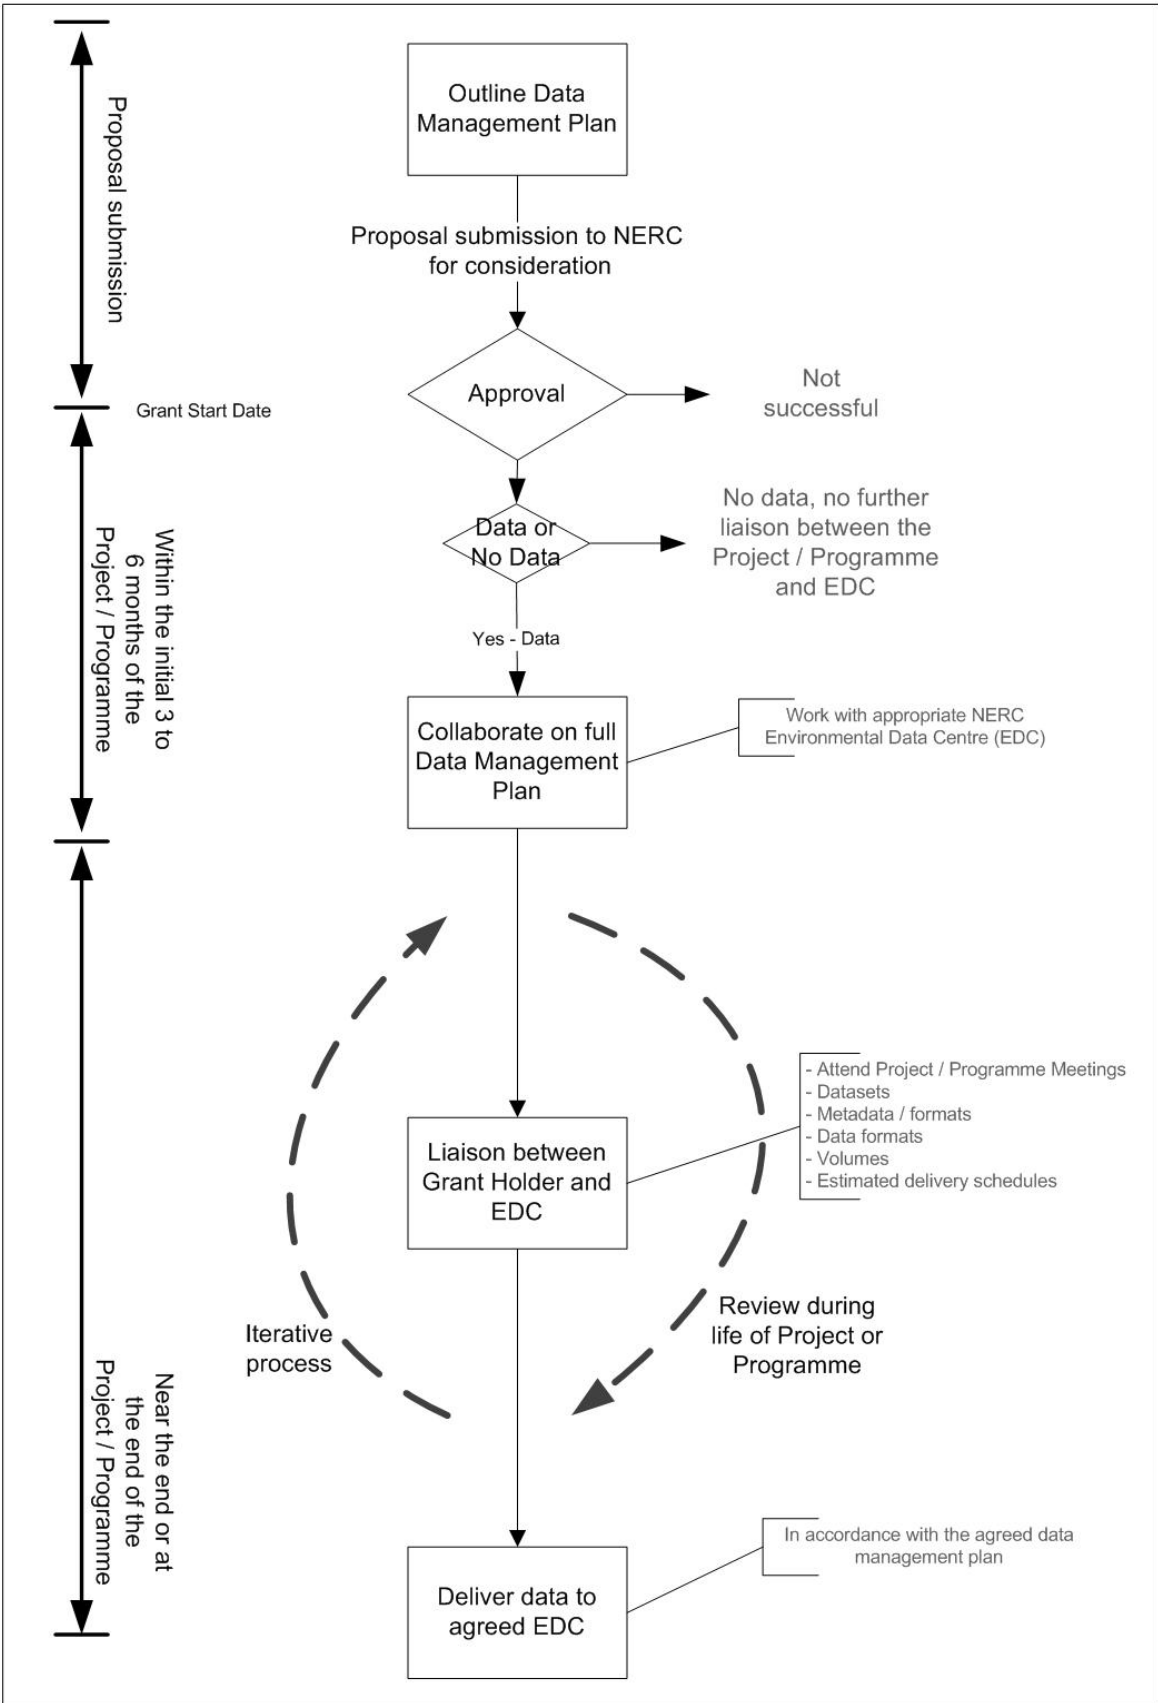 Outline Data
Management Plan
Proposal submission
Proposal submission to NERC
for consideration
Approval
Not
successful
Grant Start Date
Data or
No Data
No data, no further
liaison between the
Project / Programme
and EDC
Within the initial 3 to
6 months of the
Project / Programme
Yes - Data
Collaborate on full
Data Management
Plan
Work with appropriate NERC
Environmental Data Centre (EDC)
Liaison between
Grant Holder and
EDC
- Attend Project / Programme Meetings
- Datasets
- Metadata / formats
- Data formats
- Volumes
- Estimated delivery schedules
Iterative
process
Review during
life of Project or
Programme
Near the end or at
the end of the
Project / Programme
Deliver data to
agreed EDC
In accordance with the agreed data
management plan